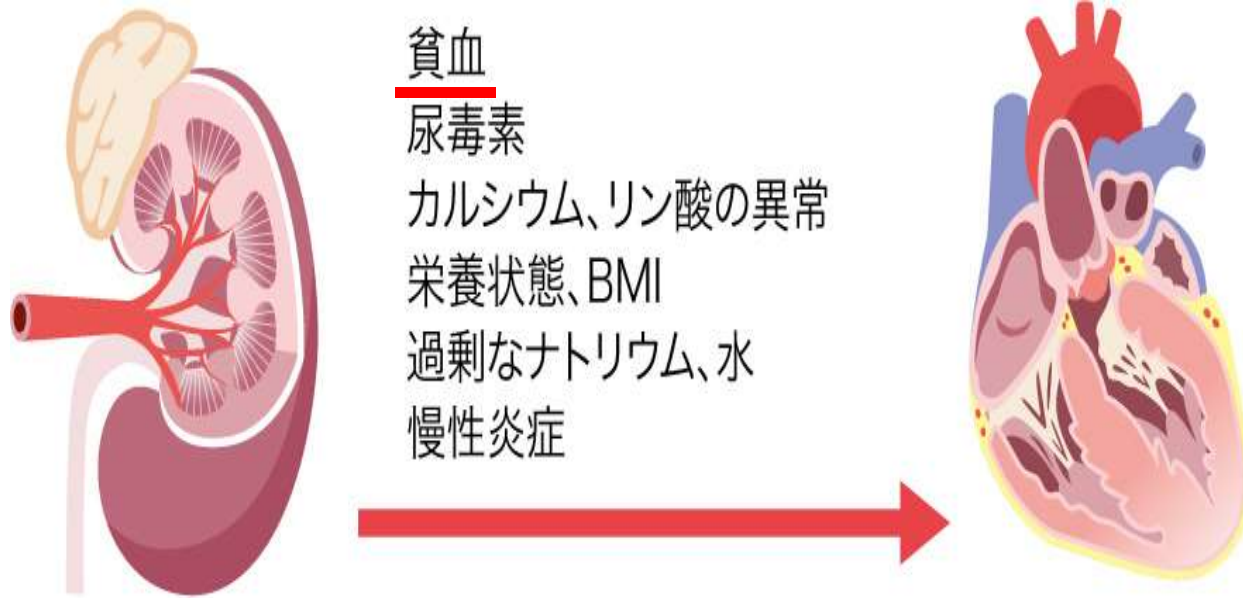 貧血
尿毒素
カルシウム、リン酸の異常
栄養状態、BMI
過剰なナトリウム、水
慢性炎症